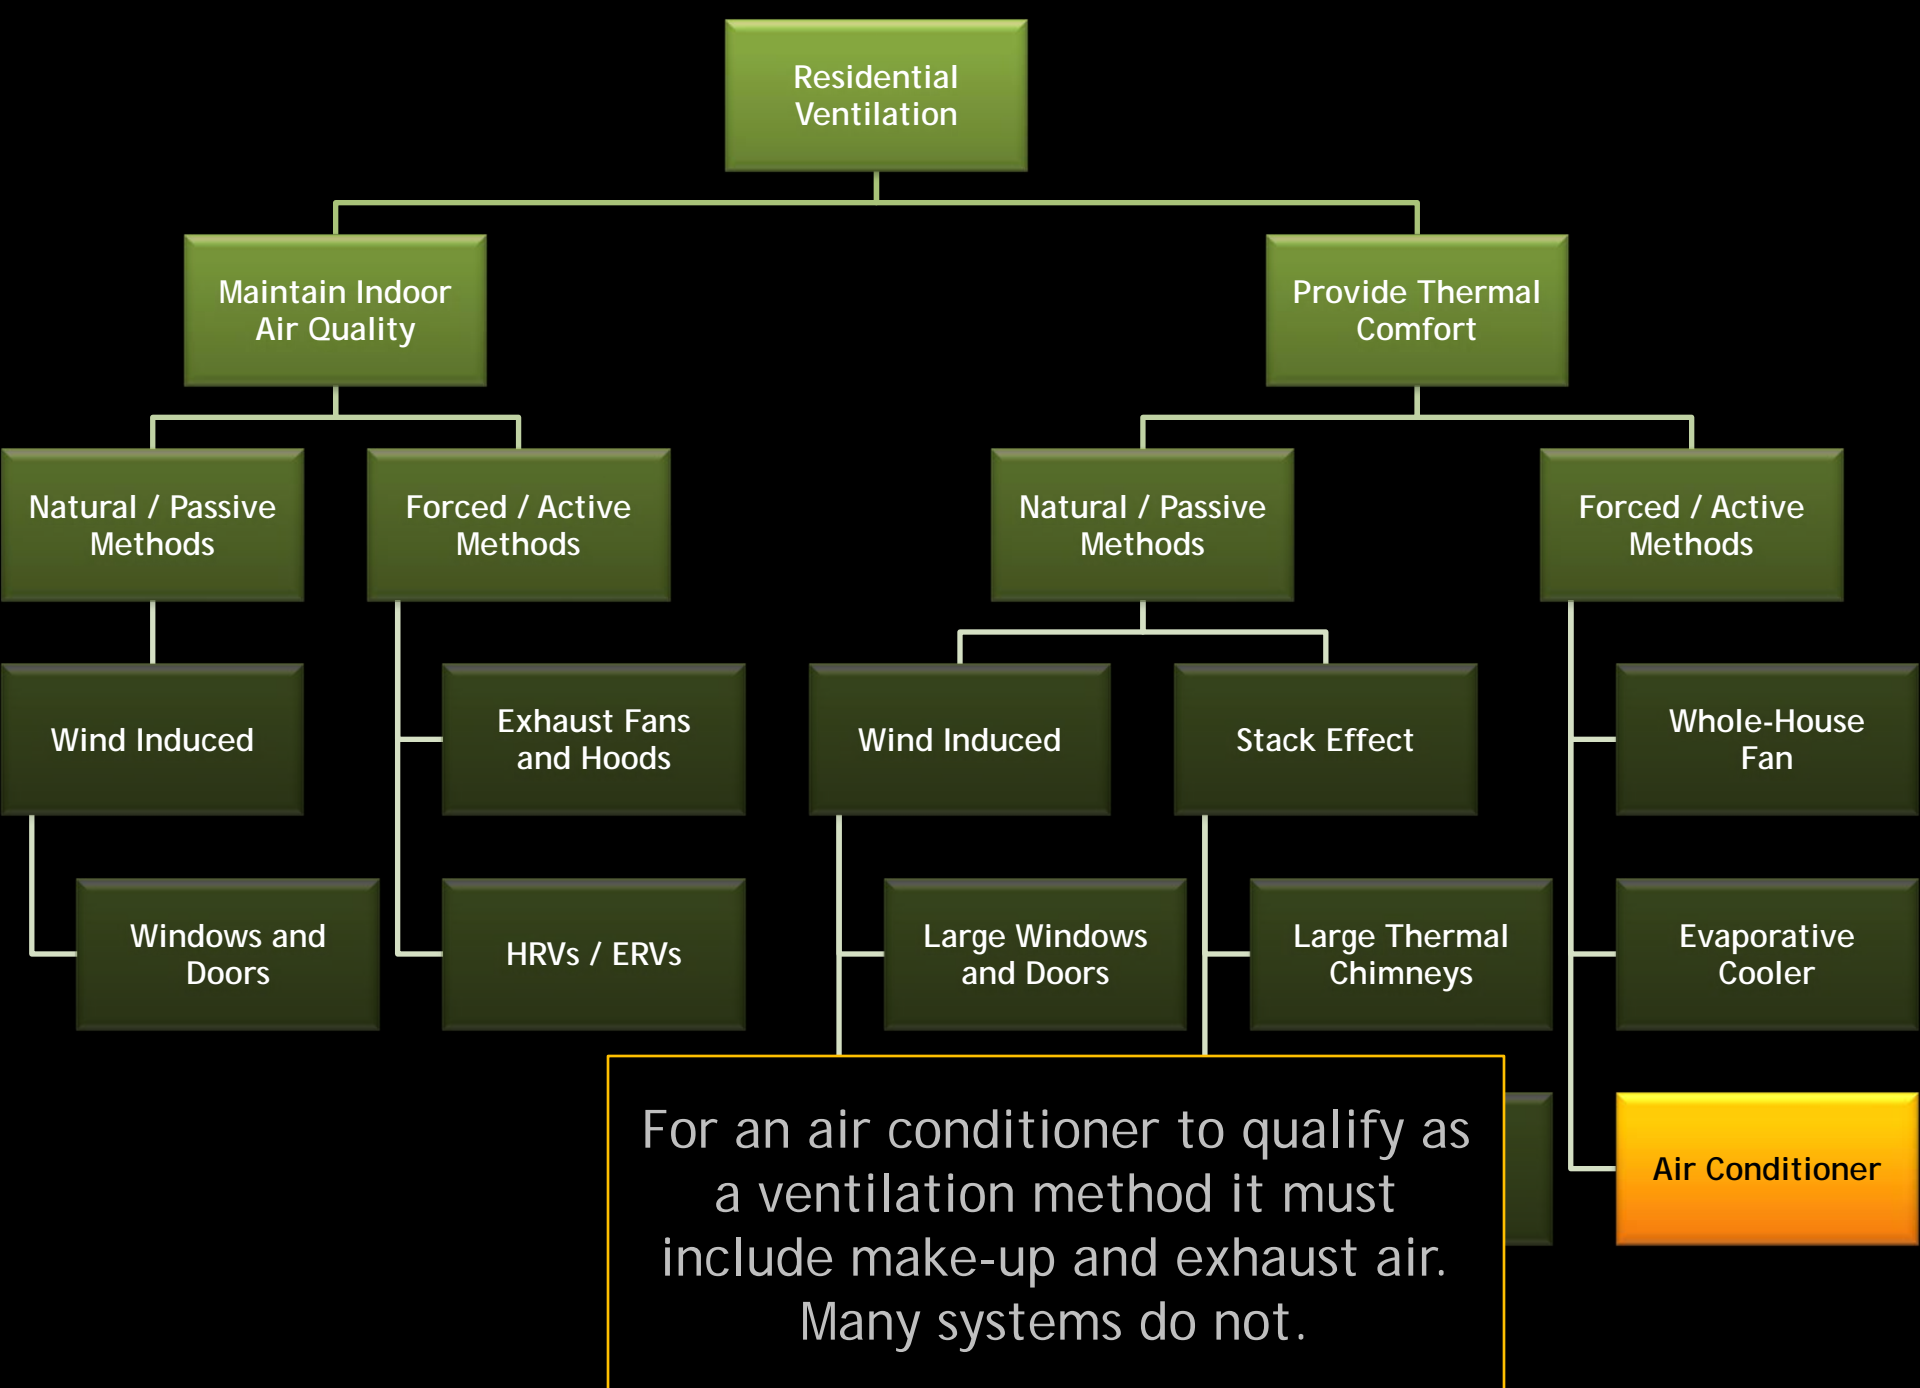 Residential
Ventilation
Maintain Indoor
Air Quality
Provide Thermal
Comfort
Natural / Passive
Methods
Forced / Active
Methods
Natural / Passive
Methods
Forced / Active
Methods
Wind Induced
Exhaust Fans
and Hoods
Wind Induced
Stack Effect
Whole-House
Fan
Windows and
Doors
HRVs / ERVs
Large Windows
and Doors
Large Thermal
Chimneys
Evaporative
Cooler
For an air conditioner to qualify as
a ventilation method it must
include make-up and exhaust air.
Many systems do not.
Air Conditioner